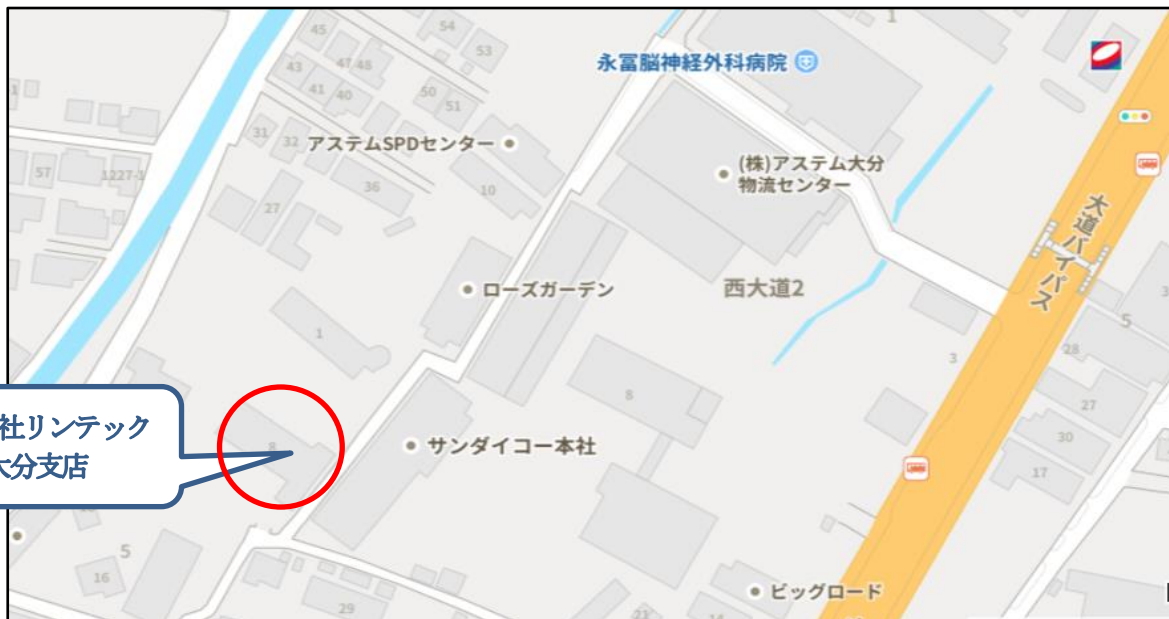 45
54
53
1
永冨脳神経外科病院
43
47
48
41
40
50
51
31
32
アステムSPDセンター
(株)アステム大分
物流センター
57
1227-1
36
10
27
大道バイパス
ローズガーデン
西大道2
1
5
3
28
8
27
社リンテック
大分支店
8
サンダイコー本社
30
17
5
16
29
ビッグロード
21
14